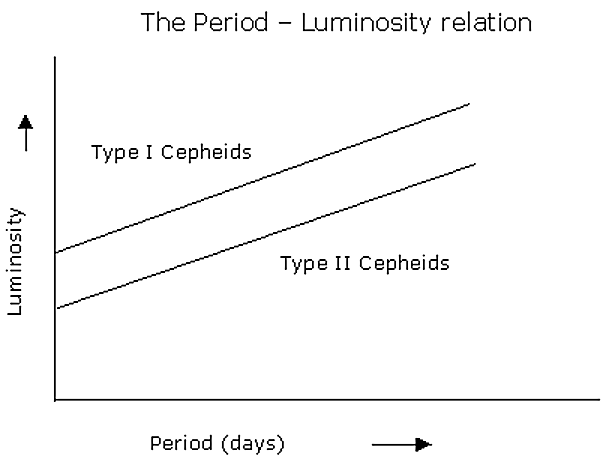 The Period – Luminosity relation
Type I Cepheids
Luminosity
Type II Cepheids
Period (days)